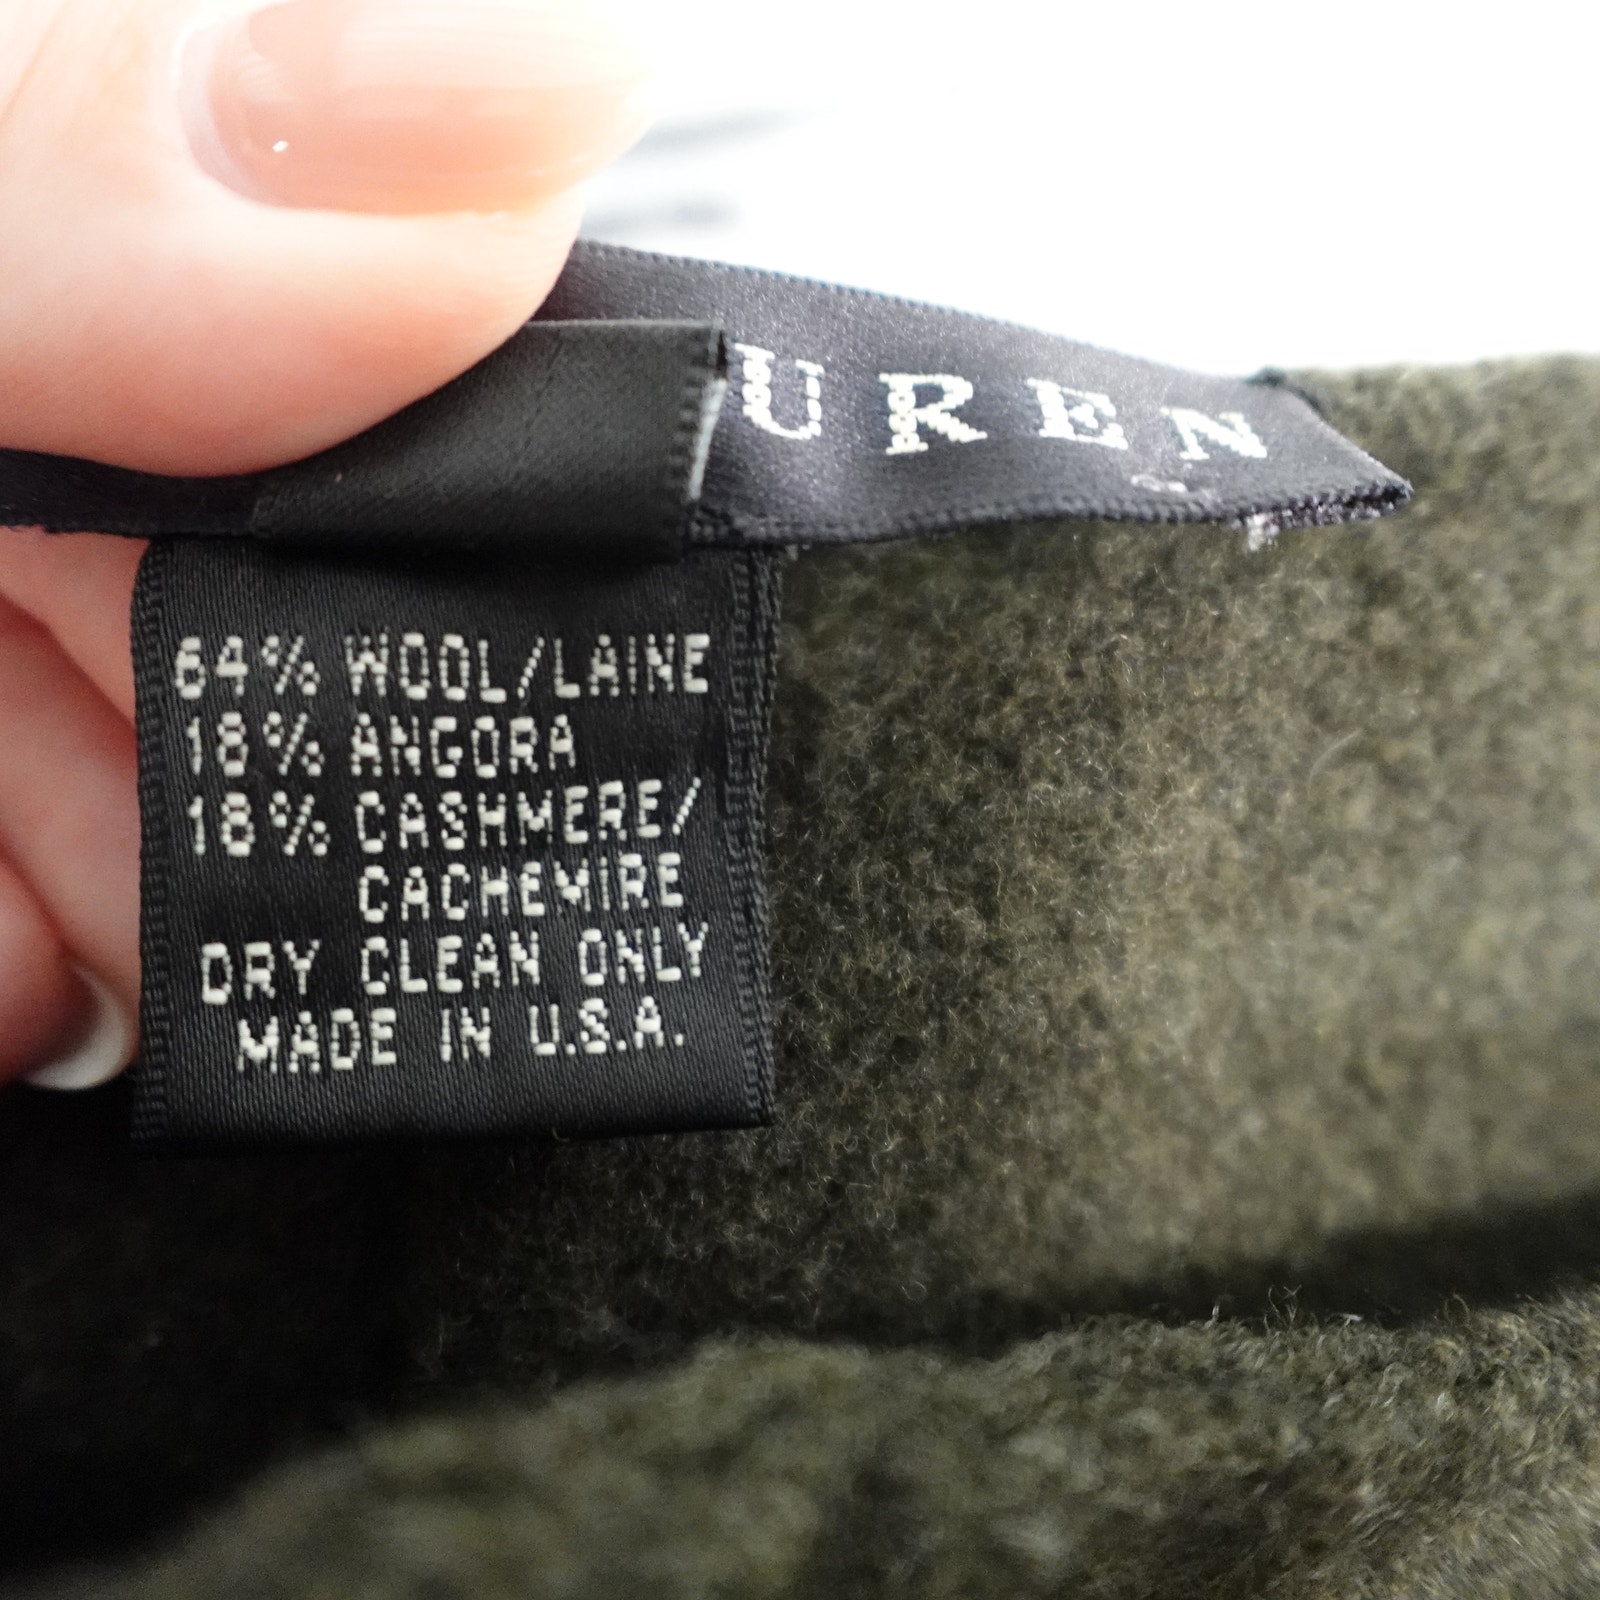 UREN
64% WOOL/LAINE
18% ANGORA
18% CASHMERE/
CACHEMIRE
DRY CLEAN ONLY
MADE IN U.S.A.